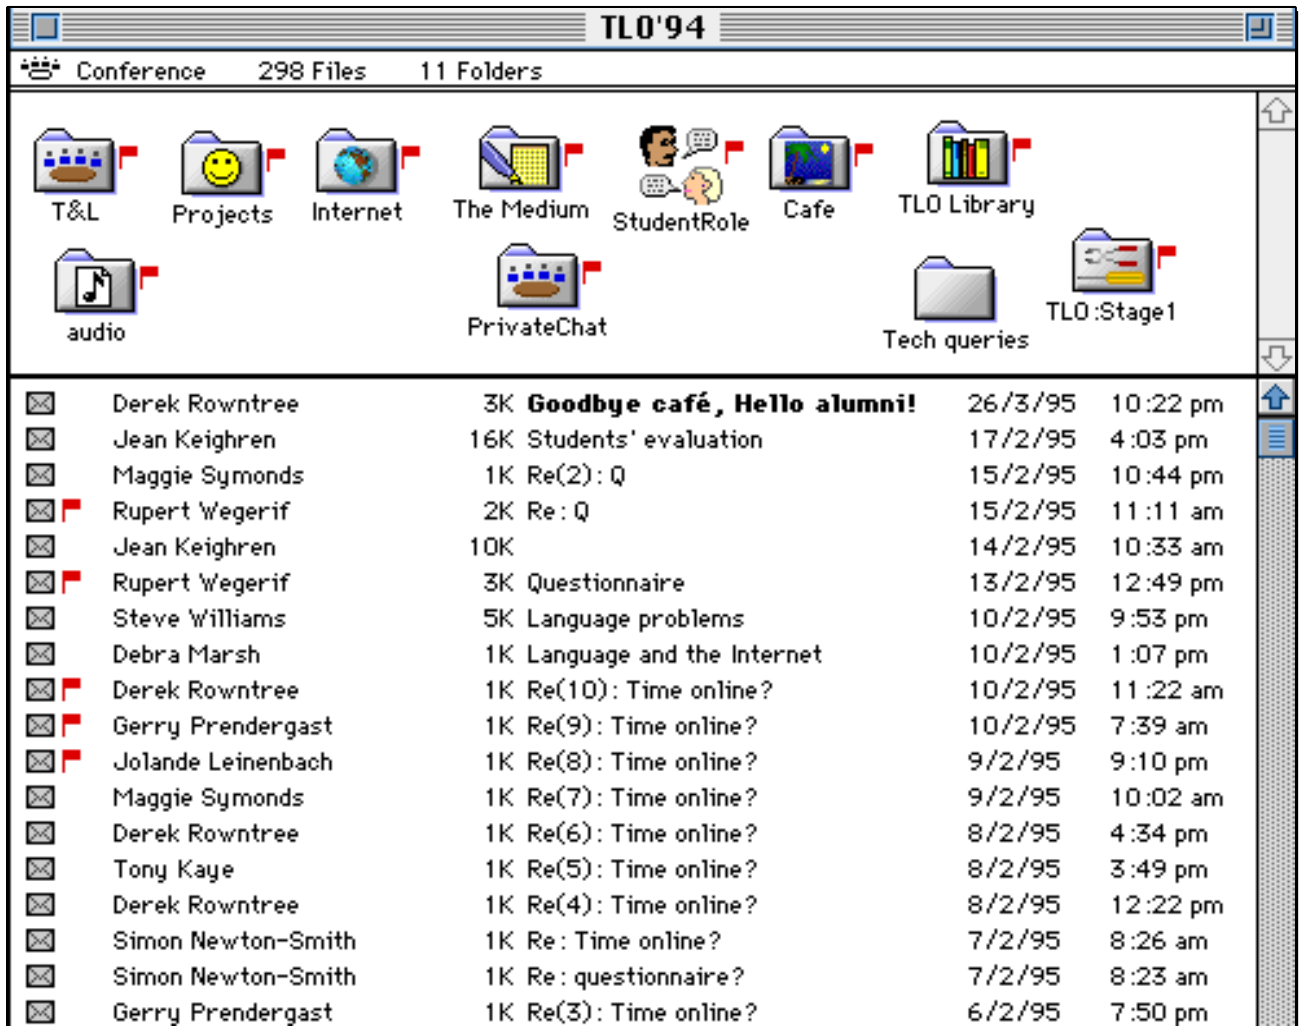 TLO'94
Conference 298 Files 11 Folders
T&L Projects Internet The Medium StudentRole Cafe TLO Library
audio PrivateChat Tech queries TLO:Stage1
Derek Rowntree 3K Goodbye café, Hello alumni! 26/3/95 10:22 pm
Jean Keighren 16K Students' evaluation 17/2/95 4:03 pm
Maggie Symonds 1K Re(2): Q 15/2/95 10:44 pm
Rupert Wegerif 2K Re: Q 15/2/95 11:11 am
Jean Keighren 10K 14/2/95 10:33 am
Rupert Wegerif 3K Questionnaire 13/2/95 12:49 pm
Steve Williams 5K Language problems 10/2/95 9:53 pm
Debra Marsh 1K Language and the Internet 10/2/95 1:07 pm
Derek Rowntree 1K Re(10): Time online? 10/2/95 11:22 am
Gerry Prendergast 1K Re(9): Time online? 10/2/95 7:39 am
Jolande Leinenbach 1K Re(8): Time online? 9/2/95 9:10 pm
Maggie Symonds 1K Re(7): Time online? 9/2/95 10:02 am
Derek Rowntree 1K Re(6): Time online? 8/2/95 4:34 pm
Tony Kaye 1K Re(5): Time online? 8/2/95 3:49 pm
Derek Rowntree 1K Re(4): Time online? 8/2/95 12:22 pm
Simon Newton-Smith 1K Re: Time online? 7/2/95 8:26 am
Simon Newton-Smith 1K Re: questionnaire? 7/2/95 8:23 am
Gerry Prendergast 1K Re(3): Time online? 6/2/95 7:50 pm